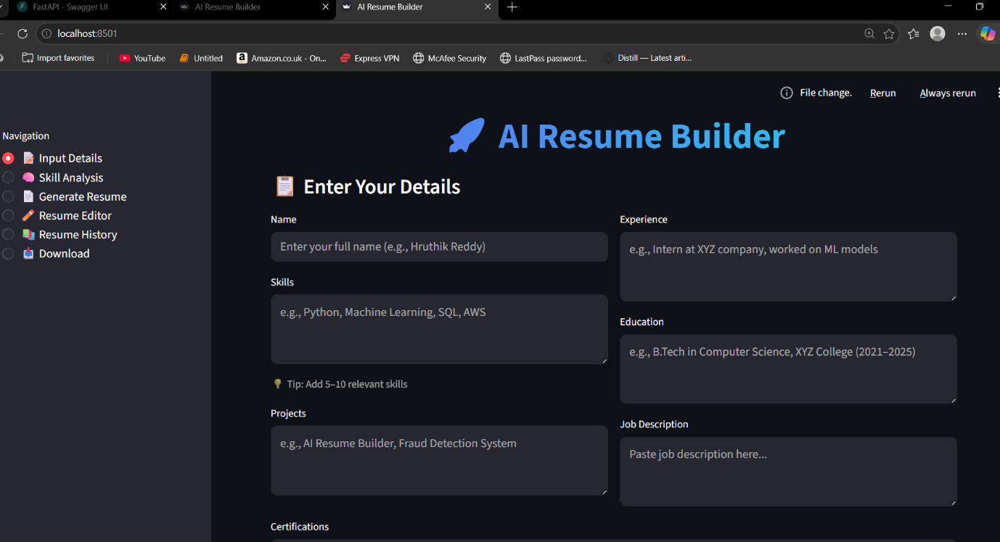 FastAPI - Swagger UI
AI Resume Builder
AI Resume Builder
localhost:8501
Import favorites
YouTube
Untitled
Amazon.co.uk - On...
Express VPN
McAfee Security
LastPass password...
Distill — Latest arti...
File change.
Rerun
Always rerun
Navigation
📝 Input Details
🧠 Skill Analysis
📄 Generate Resume
✏️ Resume Editor
📚 Resume History
📥 Download
🚀 AI Resume Builder
📋 Enter Your Details
Name
Enter your full name (e.g., Hruthik Reddy)
Skills
e.g., Python, Machine Learning, SQL, AWS
💡 Tip: Add 5–10 relevant skills
Projects
e.g., AI Resume Builder, Fraud Detection System
Experience
e.g., Intern at XYZ company, worked on ML models
Education
e.g., B.Tech in Computer Science, XYZ College (2021–2025)
Job Description
Paste job description here...
Certifications